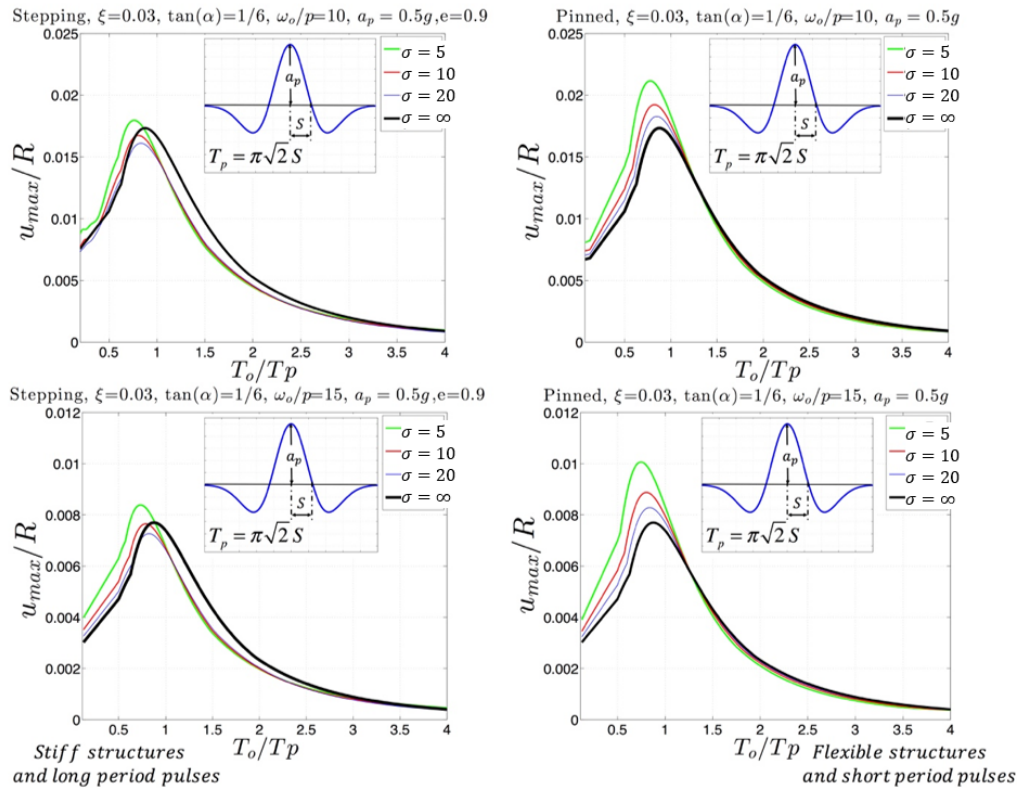 Stepping, ξ=0.03, tan(α)=1/6, ω_o/p=10, a_p = 0.5g,e=0.9
0.025
0.02
0.015
0.01
0.005
0
u_max/R
a_p
S
T_p = π√2 S
σ = 5
σ = 10
σ = 20
σ = ∞
0.5 1 1.5 2 2.5 3 3.5 4
T_o/Tp
Pinned, ξ=0.03, tan(α)=1/6, ω_o/p=10, a_p = 0.5g
0.025
0.02
0.015
0.01
0.005
0
u_max/R
a_p
S
T_p = π√2 S
σ = 5
σ = 10
σ = 20
σ = ∞
0.5 1 1.5 2 2.5 3 3.5 4
T_o/Tp
Stepping, ξ=0.03, tan(α)=1/6, ω_o/p=15, a_p = 0.5g,e=0.9
0.012
0.01
0.008
0.006
0.004
0.002
0
u_max/R
a_p
S
T_p = π√2 S
σ = 5
σ = 10
σ = 20
σ = ∞
0.5 1 1.5 2 2.5 3 3.5 4
T_o/Tp
Pinned, ξ=0.03, tan(α)=1/6, ω_o/p=15, a_p = 0.5g
0.012
0.01
0.008
0.006
0.004
0.002
0
u_max/R
a_p
S
T_p = π√2 S
σ = 5
σ = 10
σ = 20
σ = ∞
0.5 1 1.5 2 2.5 3 3.5 4
T_o/Tp
Stiff structures
and long period pulses
Flexible structures
and short period pulses